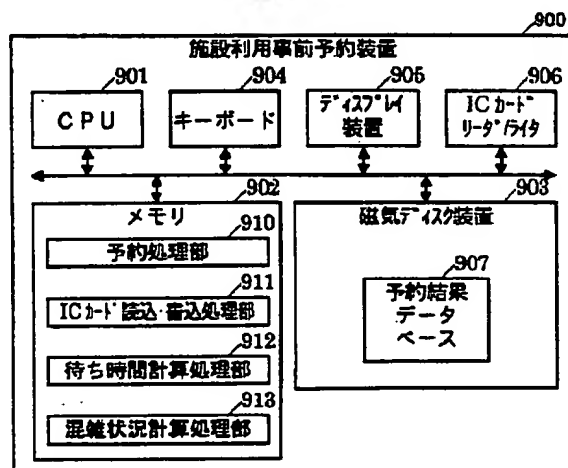 900
施設利用事前予約装置
901
904
905
906
CPU
キーボード
ディスプレイ
装置
ICカード
リーダ/ライタ
902
903
メモリ
磁気ディスク装置
910
予約処理部
911
ICカード読込・書込処理部
912
待ち時間計算処理部
913
混雑状況計算処理部
907
予約結果
データ
ベース